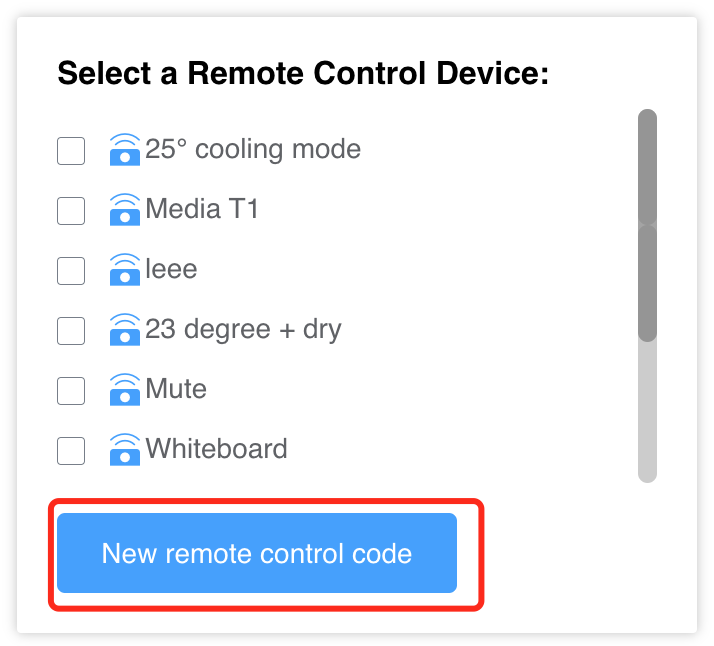 Select a Remote Control Device:
25° cooling mode
Media T1
leee
23 degree + dry
Mute
Whiteboard
New remote control code